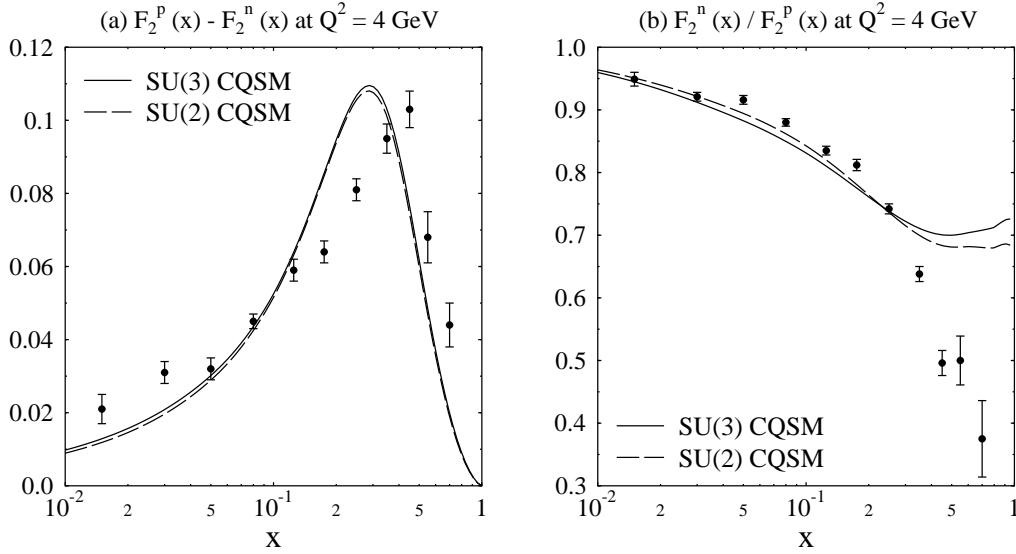 (a) F₂ᵖ (x) - F₂ⁿ (x) at Q² = 4 GeV
0.12
0.10
0.08
0.06
0.04
0.02
0.0
SU(3) CQSM
SU(2) CQSM
10⁻² 5 10⁻¹ 2 5 1
x
(b) F₂ⁿ (x) / F₂ᵖ (x) at Q² = 4 GeV
1.0
0.9
0.8
0.7
0.6
0.5
0.4
0.3
SU(3) CQSM
SU(2) CQSM
10⁻² 2 5 10⁻¹ 2 5 1
x